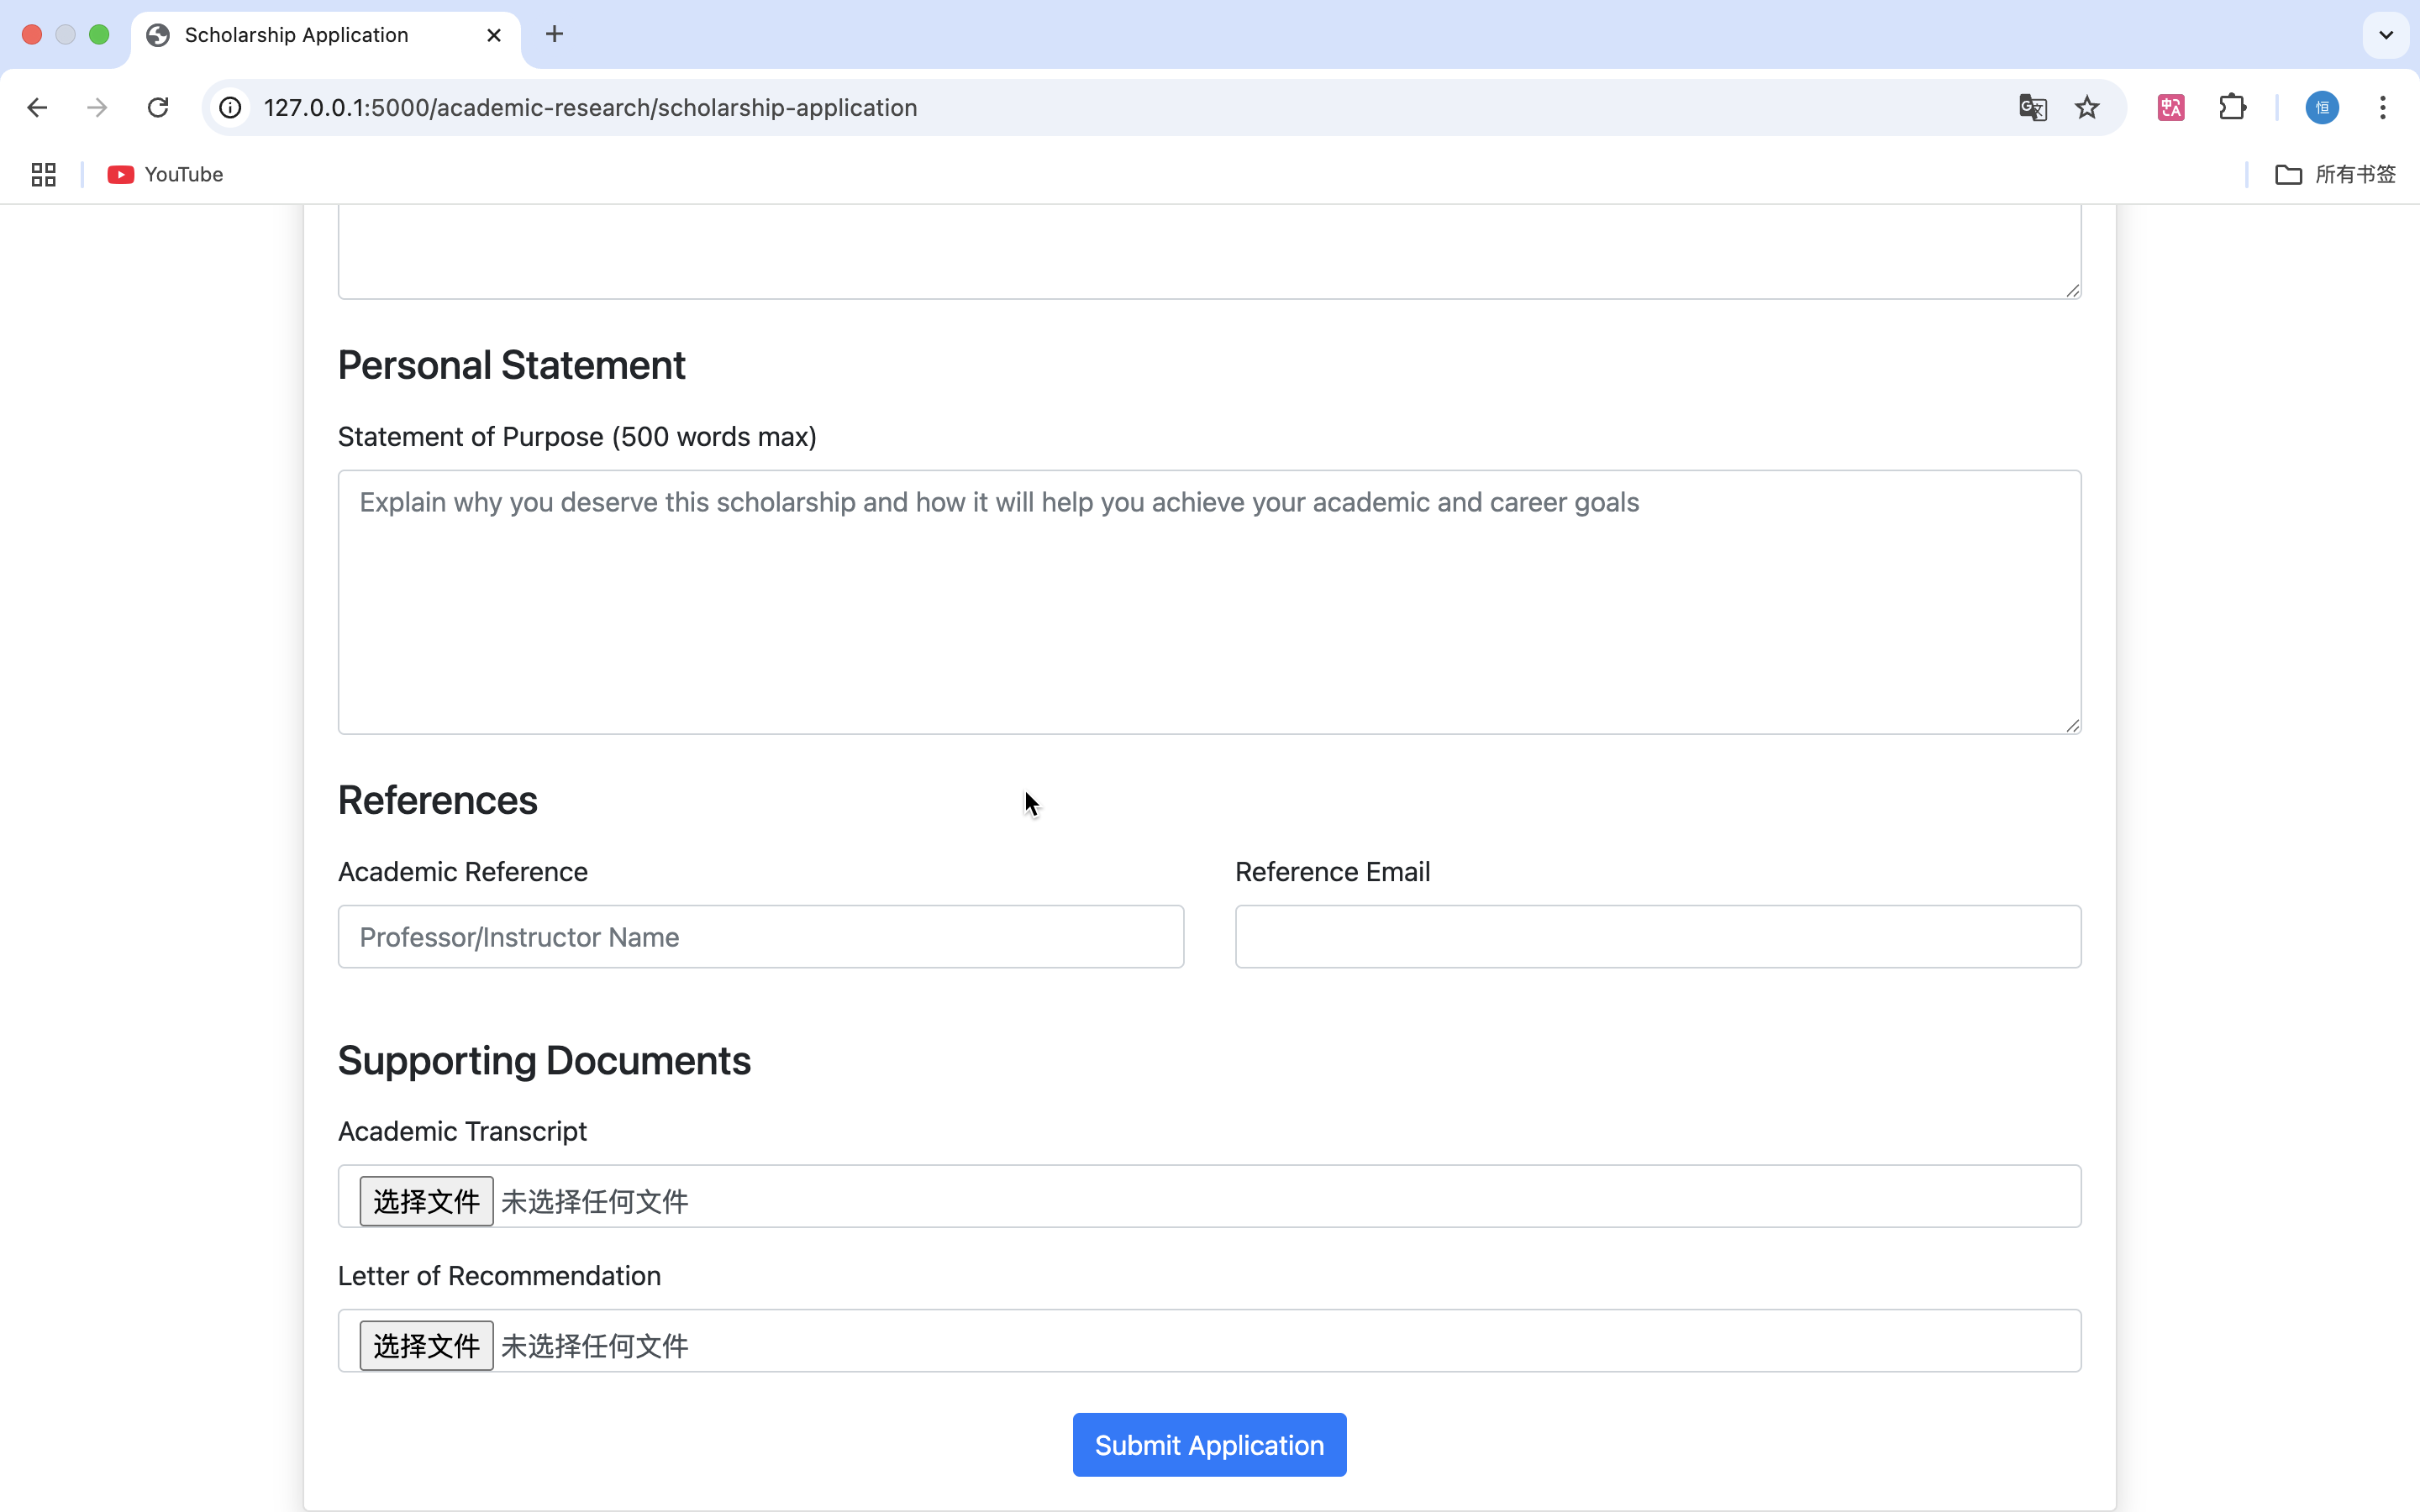 Scholarship Application
127.0.0.1:5000/academic-research/scholarship-application
恒
YouTube
所有书签
Personal Statement
Statement of Purpose (500 words max)
Explain why you deserve this scholarship and how it will help you achieve your academic and career goals
References
Academic Reference
Reference Email
Professor/Instructor Name
Supporting Documents
Academic Transcript
选择文件 未选择任何文件
Letter of Recommendation
选择文件 未选择任何文件
Submit Application